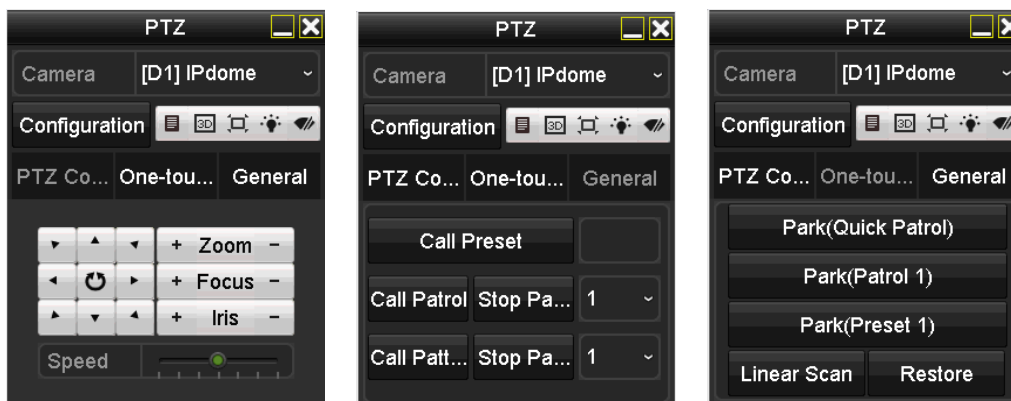 PTZ
Camera [D1] IPdome
Configuration 3D
PTZ Co... One-tou... General
+ Zoom -
+ Focus -
+ Iris -
Speed
PTZ
Camera [D1] IPdome
Configuration 3D
PTZ Co... One-tou... General
Call Preset
Call Patrol Stop Pa... 1
Call Patt... Stop Pa... 1
PTZ
Camera [D1] IPdome
Configuration 3D
PTZ Co... One-tou... General
Park(Quick Patrol)
Park(Patrol 1)
Park(Preset 1)
Linear Scan Restore